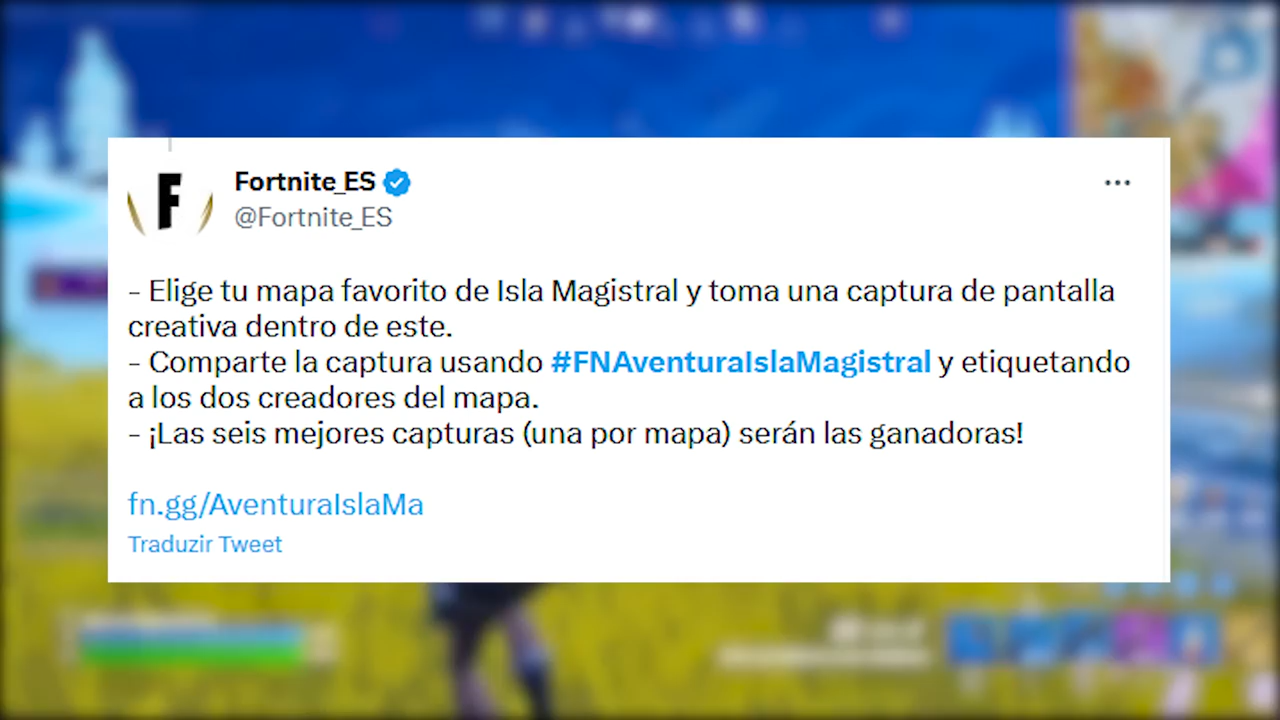 Fortnite_ES
@Fortnite_ES
- Elige tu mapa favorito de Isla Magistral y toma una captura de pantalla
creativa dentro de este.
- Comparte la captura usando #FNAventuraIslaMagistral y etiquetando
a los dos creadores del mapa.
- ¡Las seis mejores capturas (una por mapa) serán las ganadoras!
fn.gg/AventuraIslaMa
Traduzir Tweet